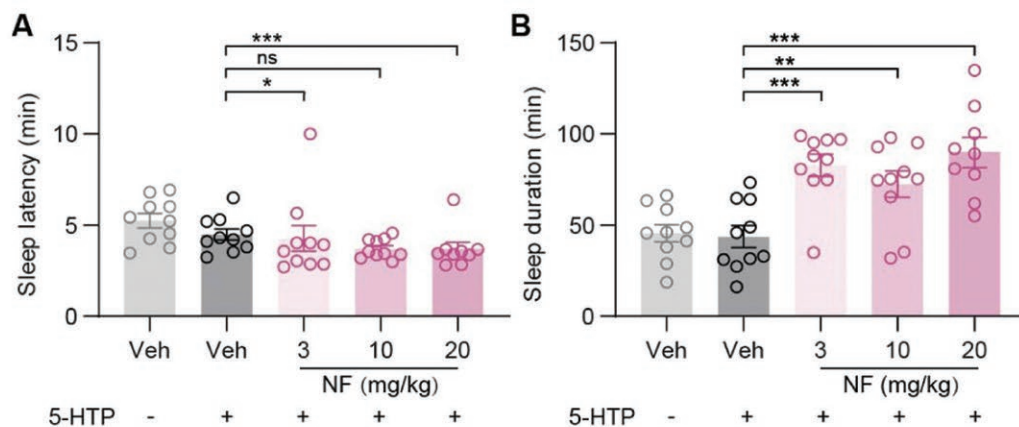 A
Sleep latency (min)
15
10
5
0
***
ns
*
Veh
Veh
3
10
20
NF (mg/kg)
5-HTP - + + + +
B
Sleep duration (min)
150
100
50
0
***
**
***
Veh
Veh
3
10
20
NF (mg/kg)
5-HTP - + + + +